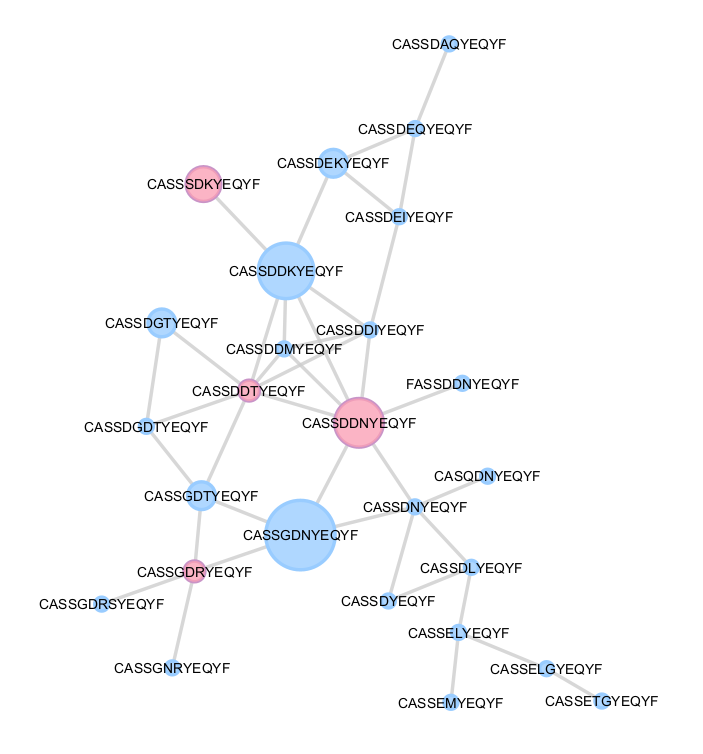 CASSDAQYEQYF
CASSDEQYEQYF
CASSDEKYEQYF
CASSSDKYEQYF
CASSDEIYEQYF
CASSDDKYEQYF
CASSDGTYEQYF
CASSDDIYEQYF
CASSDDMYEQYF
FASSDDNYEQYF
CASSDDTYEQYF
CASSDDNYEQYF
CASSDGDTYEQYF
CASQDNYEQYF
CASSGDTYEQYF
CASSDNYEQYF
CASSGDNYEQYF
CASSDLYEQYF
CASSGDRYEQYF
CASSDYEQYF
CASSGDRSYEQYF
CASSELYEQYF
CASSGNRYEQYF
CASSELGYEQYF
CASSETGYEQYF
CASSEMYEQYF